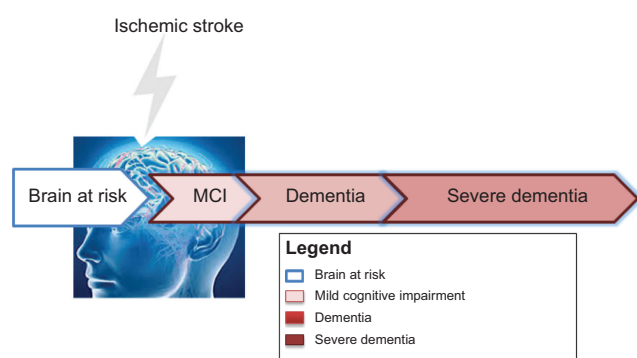 Ischemic stroke
Brain at risk
MCI
Dementia
Severe dementia
Legend
Brain at risk
Mild cognitive impairment
Dementia
Severe dementia